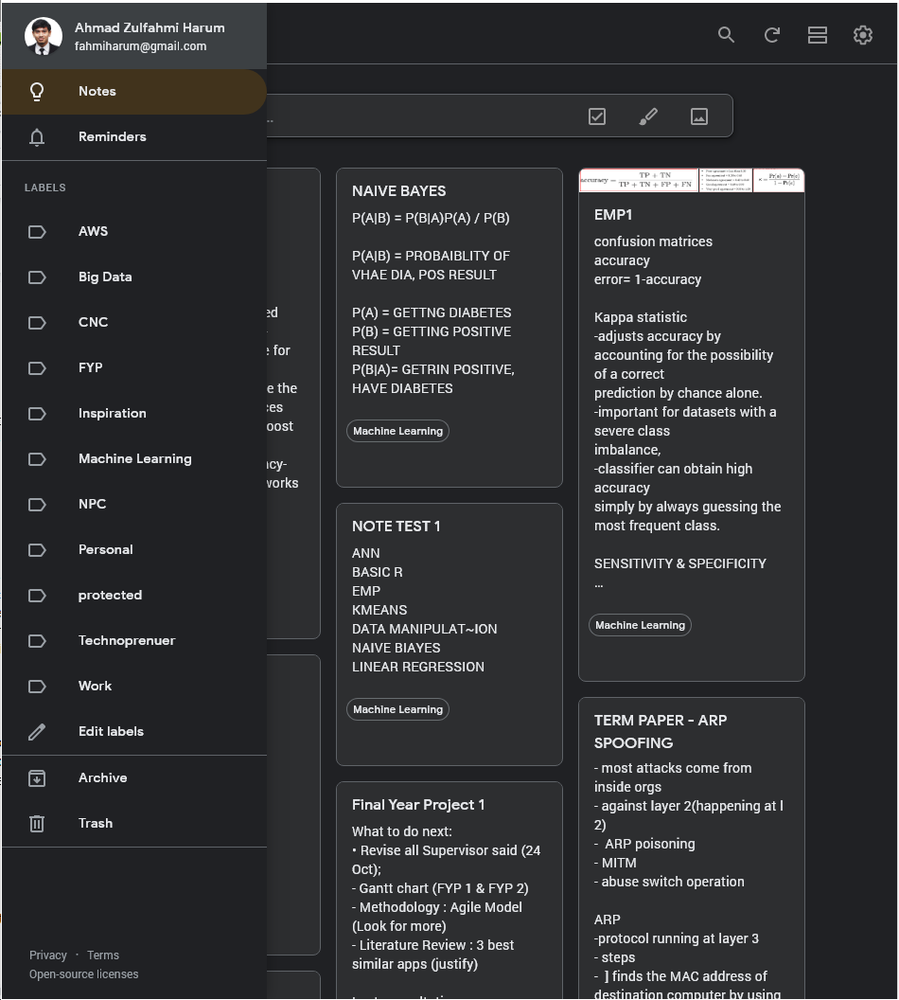 Ahmad Zulfahmi Harum
fahmiharum@gmail.com
Notes
Reminders
LABELS
AWS
Big Data
CNC
FYP
Inspiration
Machine Learning
NPC
Personal
protected
Technoprenuer
Work
Edit labels
Archive
Trash
Privacy · Terms
Open-source licenses
..
ed
e for
e the
ces
oost
acy-
works
NAIVE BAYES
P(A|B) = P(B|A)P(A) / P(B)
P(A|B) = PROBAIBLITY OF
VHAE DIA, POS RESULT
P(A) = GETTNG DIABETES
P(B) = GETTING POSITIVE
RESULT
P(B|A)= GETRIN POSITIVE,
HAVE DIABETES
Machine Learning
NOTE TEST 1
ANN
BASIC R
EMP
KMEANS
DATA MANIPULAT~ION
NAIVE BIAYES
LINEAR REGRESSION
Machine Learning
Final Year Project 1
What to do next:
• Revise all Supervisor said (24
Oct);
- Gantt chart (FYP 1 & FYP 2)
- Methodology : Agile Model
(Look for more)
- Literature Review : 3 best
similar apps (justify)
accuracy = TP + TN
TP + TN + FP + FN
κ = Pr(a) − Pr(e)
1 − Pr(e)
EMP1
confusion matrices
accuracy
error= 1-accuracy
Kappa statistic
-adjusts accuracy by
accounting for the possibility
of a correct
prediction by chance alone.
-important for datasets with a
severe class
imbalance,
-classifier can obtain high
accuracy
simply by always guessing the
most frequent class.
SENSITIVITY & SPECIFICITY
...
Machine Learning
TERM PAPER - ARP
SPOOFING
- most attacks come from
inside orgs
- against layer 2(happening at l
2)
- ARP poisoning
- MITM
- abuse switch operation
ARP
-protocol running at layer 3
- steps
- ] finds the MAC address of
destination computer by using